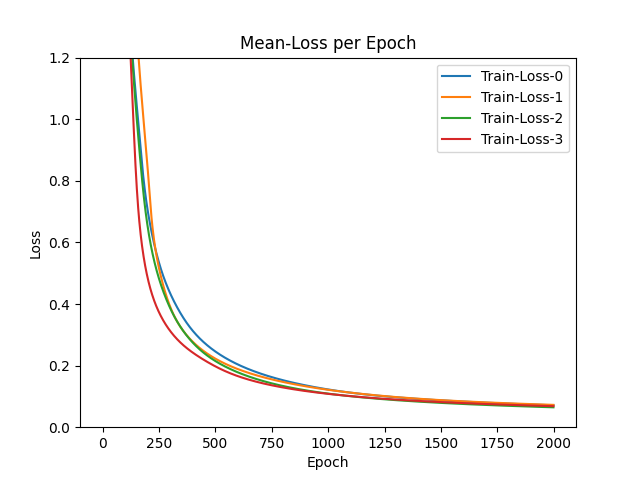 Mean-Loss per Epoch
Train-Loss-0
Train-Loss-1
Train-Loss-2
Train-Loss-3
Loss
1.2
1.0
0.8
0.6
0.4
0.2
0.0
0 250 500 750 1000 1250 1500 1750 2000
Epoch